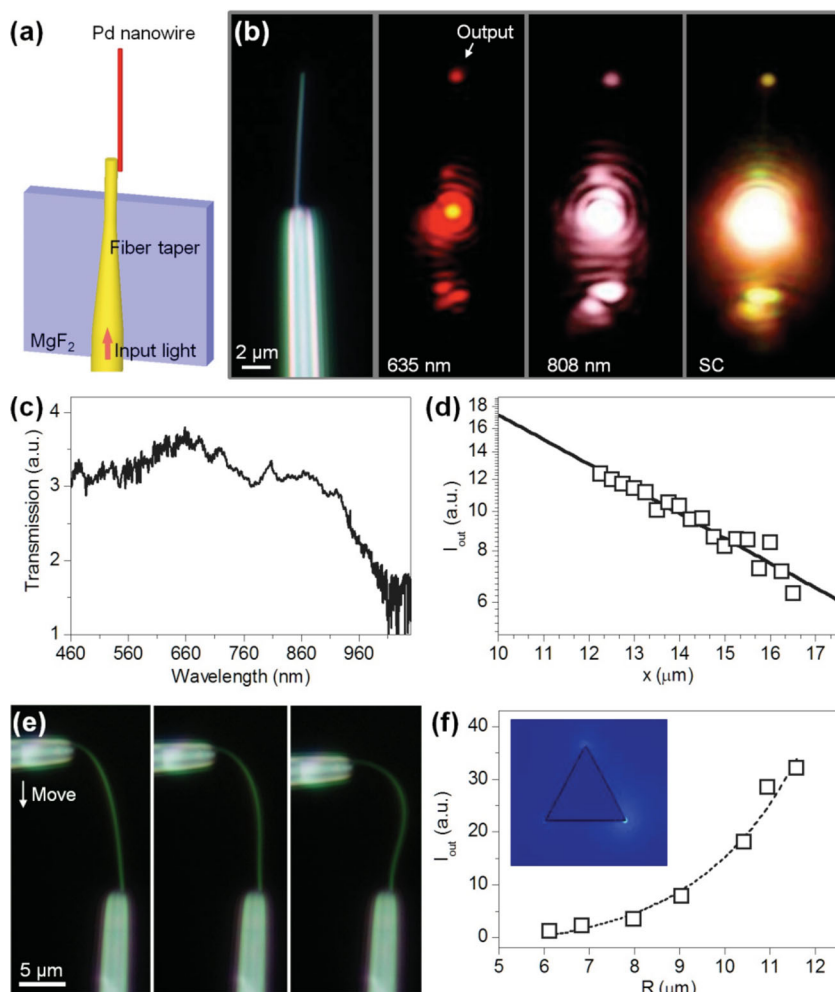 (a)
Pd nanowire
Fiber taper
MgF2
Input light
(b)
Output
2 µm
635 nm
808 nm
SC
(c)
Transmission (a.u.)
4
3
2
1
460 560 660 760 860 960
Wavelength (nm)
(d)
I_out (a.u.)
18
16
14
12
10
8
6
10 11 12 13 14 15 16 17
x (µm)
(e)
Move
5 µm
(f)
I_out (a.u.)
40
30
20
10
0
5 6 7 8 9 10 11 12
R (µm)